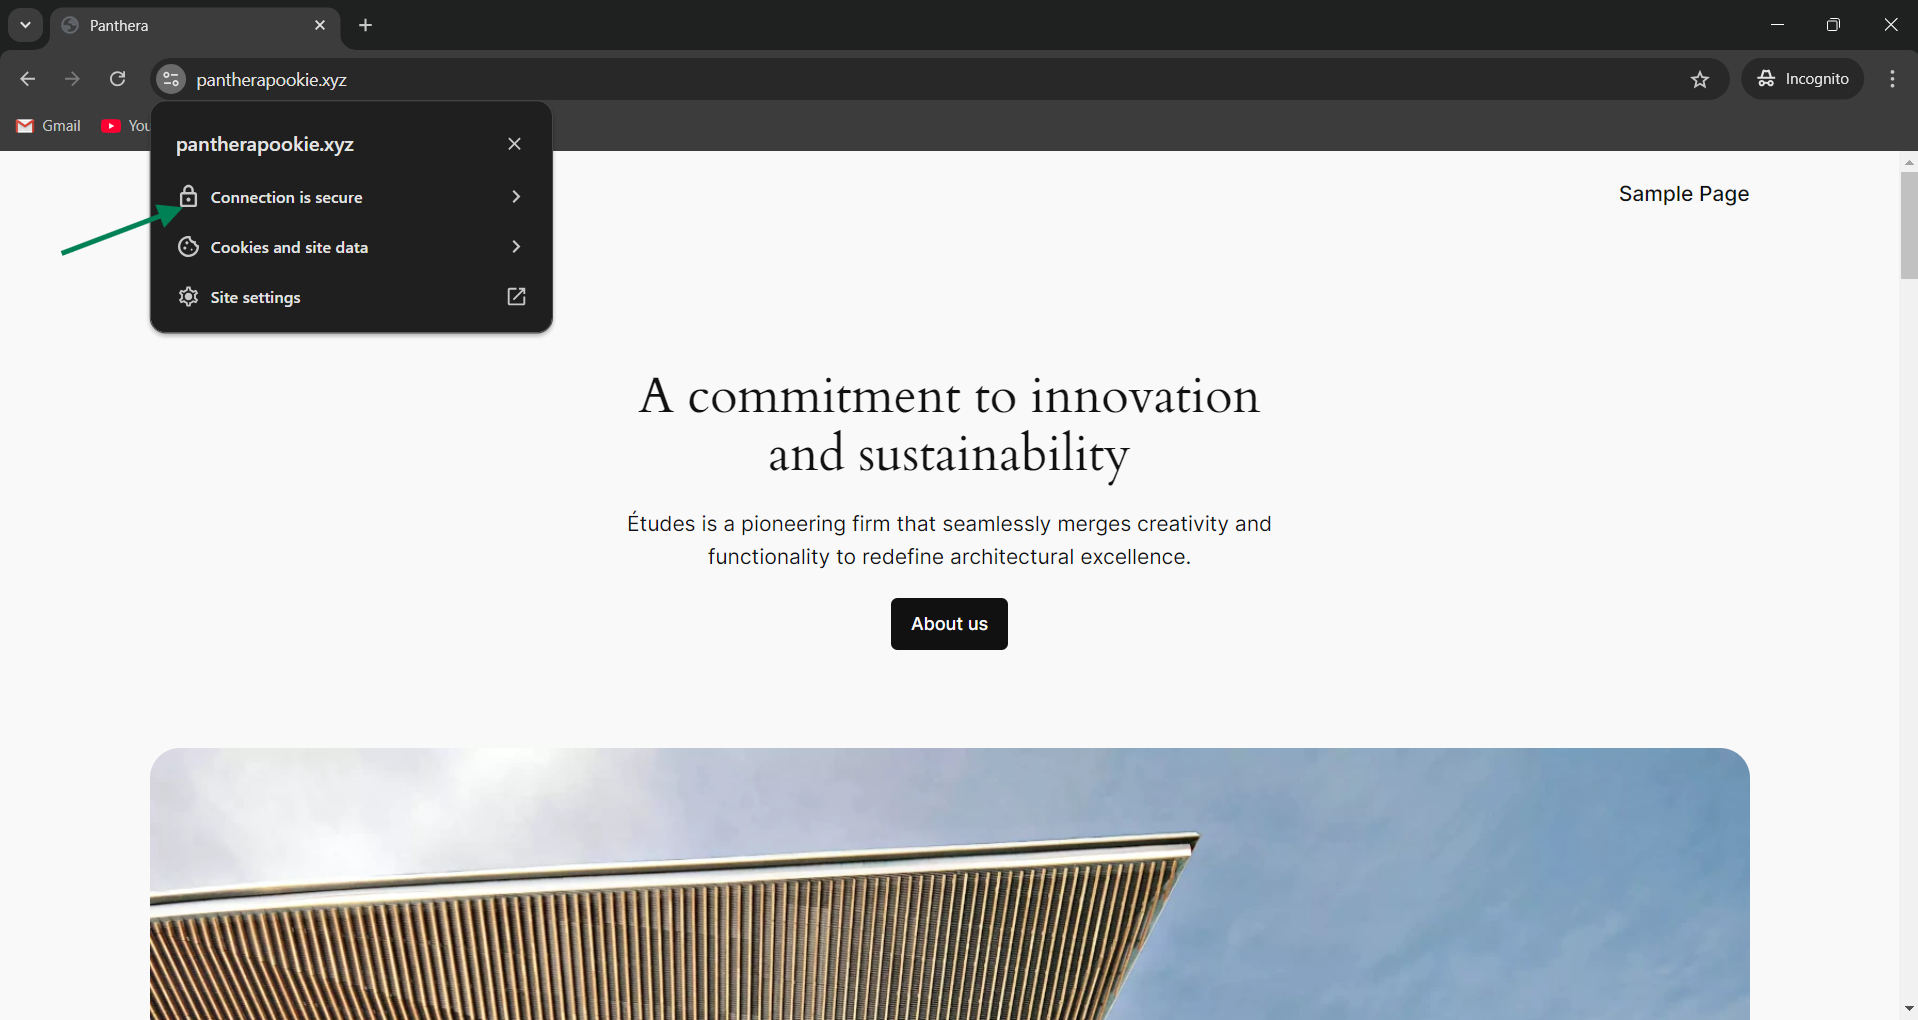 Panthera
pantherapookie.xyz
Incognito
Gmail
You
pantherapookie.xyz
Connection is secure
Cookies and site data
Site settings
Sample Page
A commitment to innovation
and sustainability
Études is a pioneering firm that seamlessly merges creativity and
functionality to redefine architectural excellence.
About us